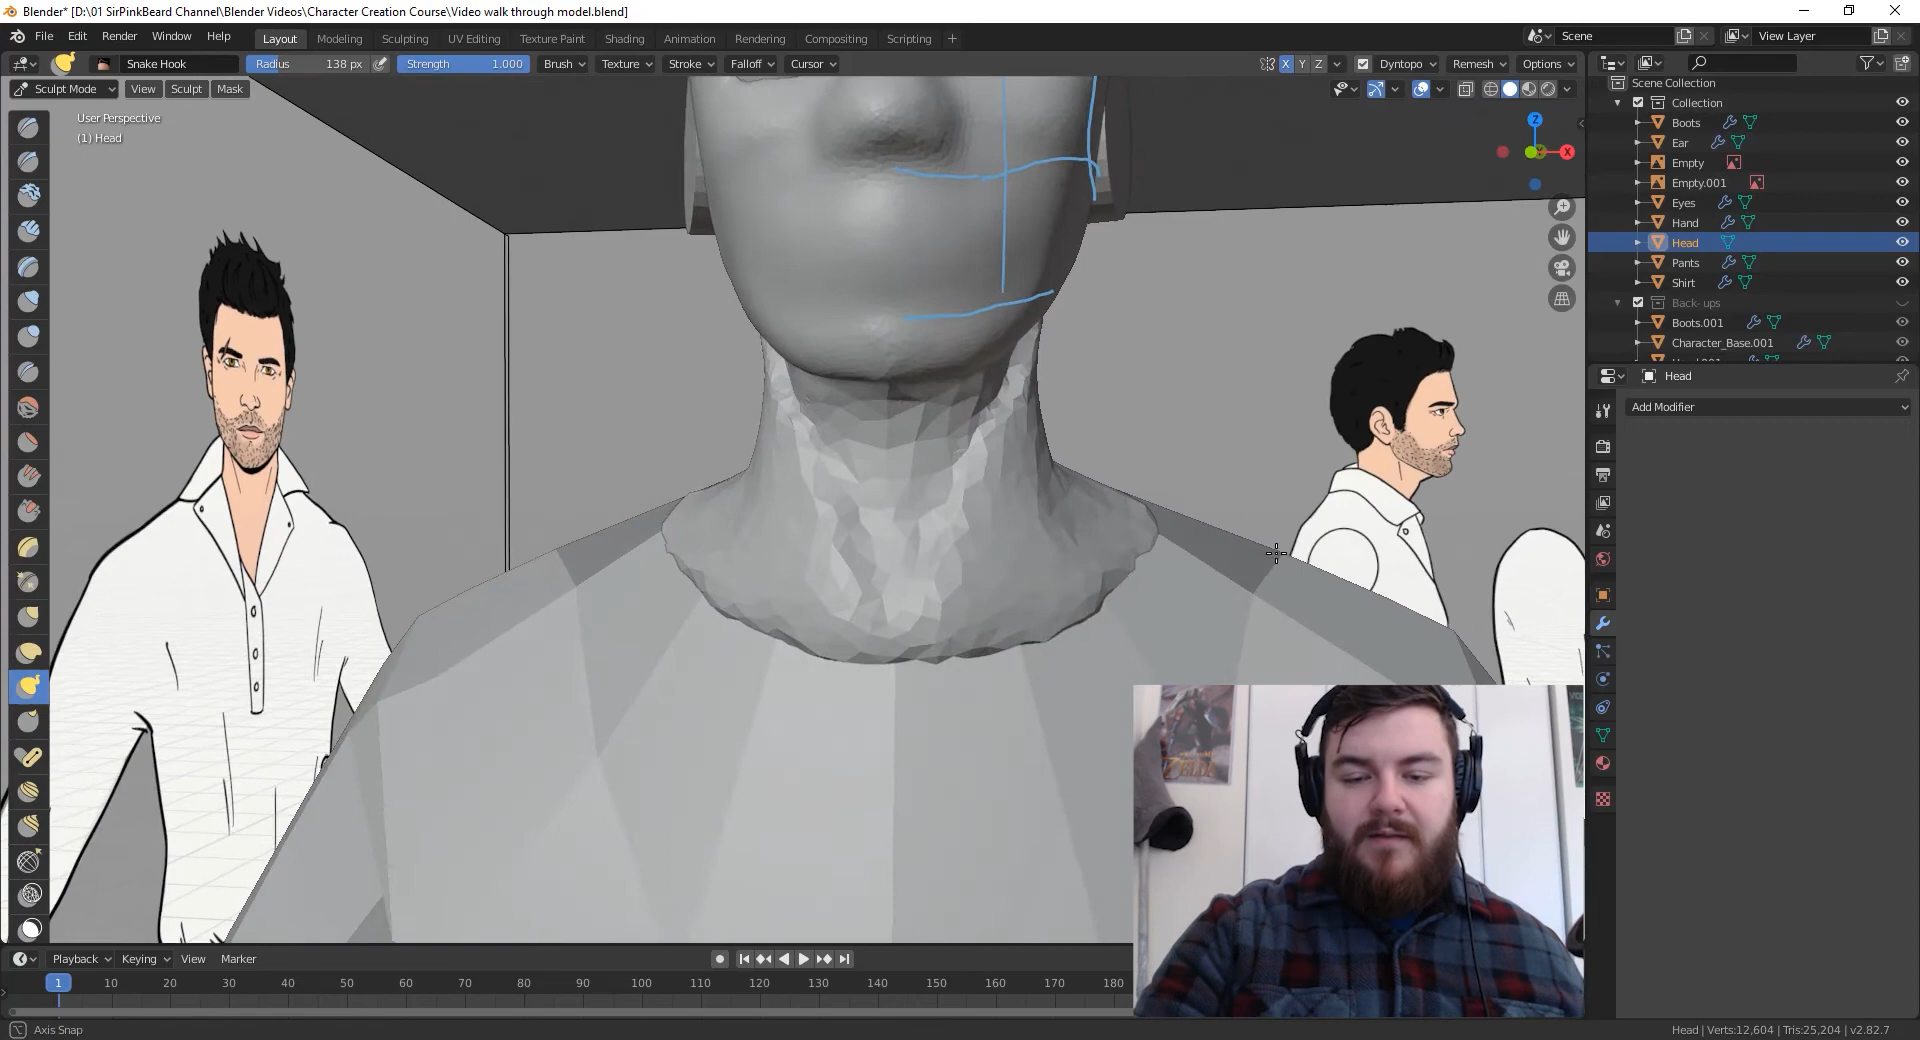 Blender* [D:\01 SirPinkBeard Channel\Blender Videos\Character Creation Course\Video walk through model.blend]
File Edit Render Window Help Layout Modeling Sculpting UV Editing Texture Paint Shading Animation Rendering Compositing Scripting + Scene View Layer
Snake Hook Radius 138 px Strength 1.000 Brush Texture Stroke Falloff Cursor X Y Z Dyntopo Remesh Options
Sculpt Mode View Sculpt Mask
User Perspective
(1) Head
Z
X
Scene Collection
Collection
Boots
Ear
Empty
Empty.001
Eyes
Hand
Head
Pants
Shirt
Back- ups
Boots.001
Character_Base.001
Head
Add Modifier
ZELDA
Playback Keying View Marker
1 10 20 30 40 50 60 70 80 90 100 110 120 130 140 150 160 170 180
Axis Snap
Head | Verts:12,604 | Tris:25,204 | v2.82.7